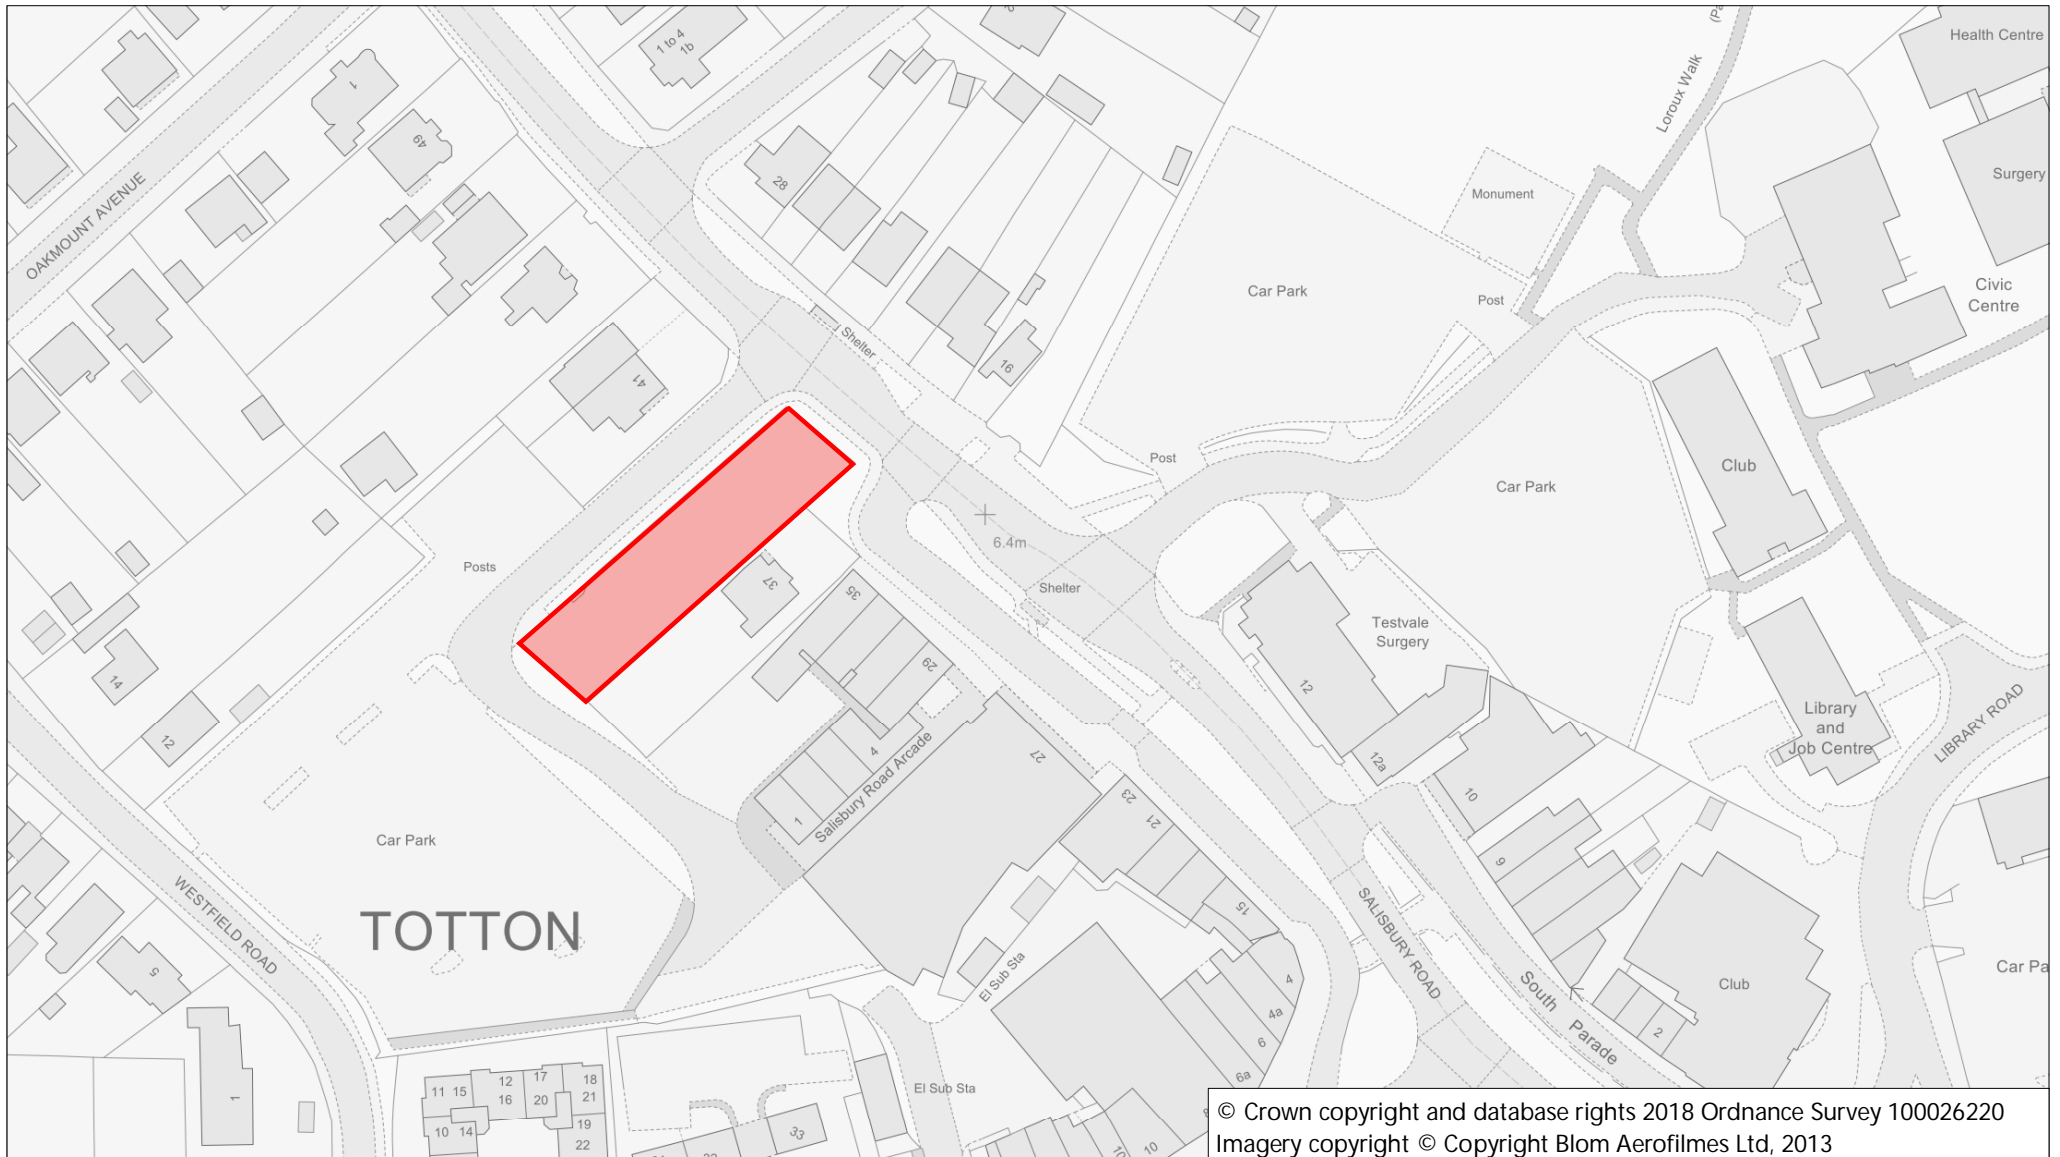 Health Centre
1 to 4
1b
Loroux Walk
1
49
OAKMOUNT AVENUE
28
Surgery
Monument
Car Park
Post
Civic
Centre
Shelter
16
41
Post
Club
Car Park
6.4m
Posts
37
35
Shelter
Testvale
Surgery
29
14
12
12
Library
and
Job Centre
LIBRARY ROAD
4
27
12a
10
Salisbury Road Arcade
1
23
21
Car Park
9
WESTFIELD ROAD
TOTTON
15
SALISBURY ROAD
5
El Sub Sta
4
South Parade
Club
Car Pa
4a
2
6
6a
1
11 15
12
16
17
20
18
21
10 14
19
22
El Sub Sta
33
10
10
© Crown copyright and database rights 2018 Ordnance Survey 100026220
Imagery copyright © Copyright Blom Aerofilmes Ltd, 2013